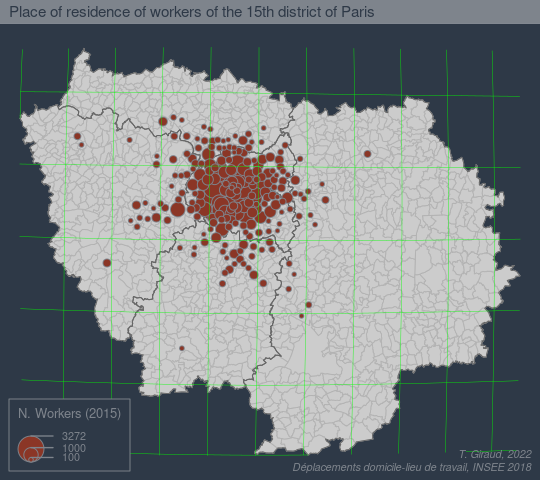 Place of residence of workers of the 15th district of Paris
N. Workers (2015)
3272
1000
100
T. Giraud, 2022
Déplacements domicile-lieu de travail, INSEE 2018